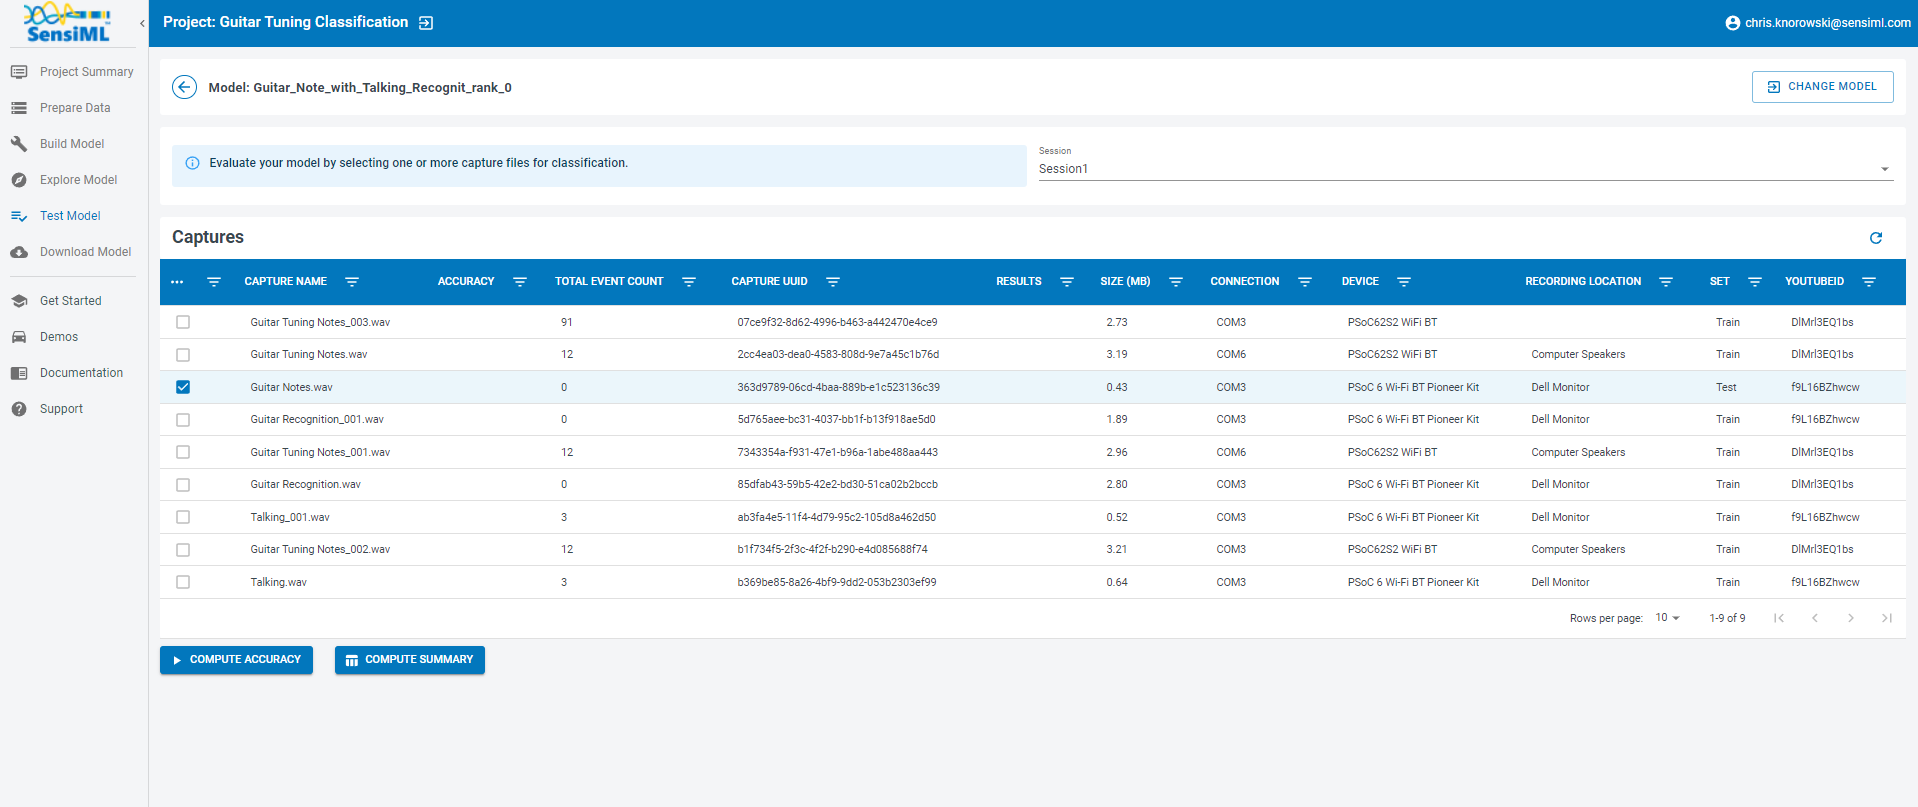 SensiML
Project: Guitar Tuning Classification
chris.knorowski@sensiml.com
Project Summary
Prepare Data
Build Model
Explore Model
Test Model
Download Model
Get Started
Demos
Documentation
Support
Model: Guitar_Note_with_Talking_Recognit_rank_0
CHANGE MODEL
Evaluate your model by selecting one or more capture files for classification.
Session
Session1
Captures
CAPTURE NAME ACCURACY TOTAL EVENT COUNT CAPTURE UUID RESULTS SIZE (MB) CONNECTION DEVICE RECORDING LOCATION SET YOUTUBEID
Guitar Tuning Notes_003.wav 91 07ce9f32-8d62-4996-b463-a442470e4ce9 2.73 COM3 PSoC62S2 WiFi BT Train DlMrl3EQ1bs
Guitar Tuning Notes.wav 12 2cc4ea03-dea0-4583-808d-9e7a45c1b76d 3.19 COM6 PSoC62S2 WiFi BT Computer Speakers Train DlMrl3EQ1bs
Guitar Notes.wav 0 363d9789-06cd-4baa-889b-e1c523136c39 0.43 COM3 PSoC 6 Wi-Fi BT Pioneer Kit Dell Monitor Test f9L16BZhwcw
Guitar Recognition_001.wav 0 5d765aee-bc31-4037-bb1f-b13f918ae5d0 1.89 COM3 PSoC 6 Wi-Fi BT Pioneer Kit Dell Monitor Train f9L16BZhwcw
Guitar Tuning Notes_001.wav 12 7343354a-f931-47e1-b96a-1abe488aa443 2.96 COM6 PSoC62S2 WiFi BT Computer Speakers Train DlMrl3EQ1bs
Guitar Recognition.wav 0 85dfab43-59b5-42e2-bd30-51ca02b2bccb 2.80 COM3 PSoC 6 Wi-Fi BT Pioneer Kit Dell Monitor Train DlMrl3EQ1bs
Talking_001.wav 3 ab3fa4e5-11f4-4d79-95c2-105d8a462d50 0.52 COM3 PSoC 6 Wi-Fi BT Pioneer Kit Dell Monitor Train f9L16BZhwcw
Guitar Tuning Notes_002.wav 12 b1f734f5-2f3c-4f2f-b290-e4d085688f74 3.21 COM3 PSoC62S2 WiFi BT Computer Speakers Train DlMrl3EQ1bs
Talking.wav 3 b369be85-8a26-4bf9-9dd2-053b2303ef99 0.64 COM3 PSoC 6 Wi-Fi BT Pioneer Kit Dell Monitor Train f9L16BZhwcw
Rows per page: 10 1-9 of 9
COMPUTE ACCURACY COMPUTE SUMMARY